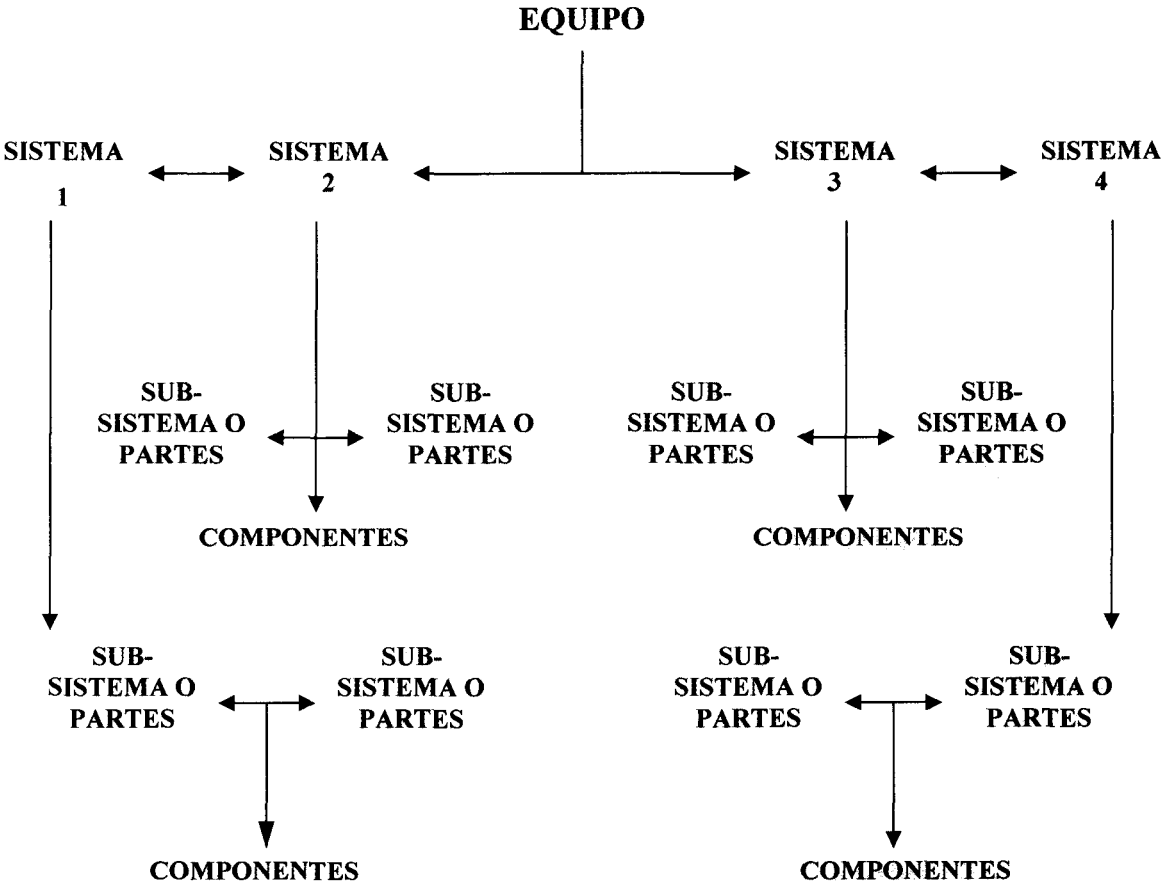 EQUIPO
SISTEMA
1
SISTEMA
2
SISTEMA
3
SISTEMA
4
SUB-
SISTEMA O
PARTES
SUB-
SISTEMA O
PARTES
SUB-
SISTEMA O
PARTES
SUB-
SISTEMA O
PARTES
COMPONENTES
COMPONENTES
SUB-
SISTEMA O
PARTES
SUB-
SISTEMA O
PARTES
SUB-
SISTEMA O
PARTES
SUB-
SISTEMA O
PARTES
COMPONENTES
COMPONENTES